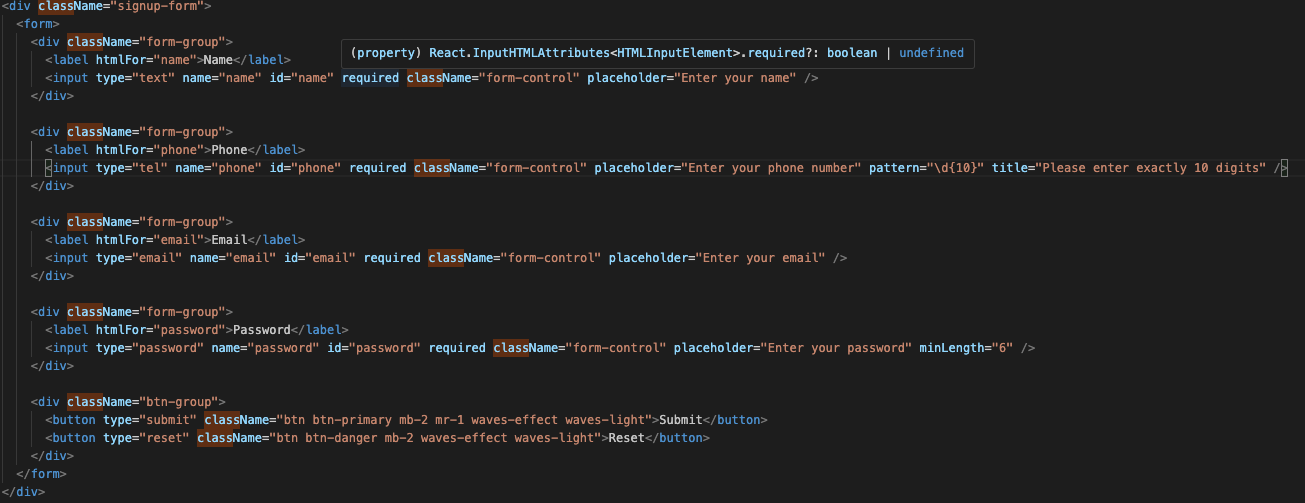 <div className="signup-form">
<form>
<div className="form-group">
(property) React.InputHTMLAttributes<HTMLInputElement>.required?: boolean | undefined
<label htmlFor="name">Name</label>
<input type="text" name="name" id="name" required className="form-control" placeholder="Enter your name" />
</div>
<div className="form-group">
<label htmlFor="phone">Phone</label>
<input type="tel" name="phone" id="phone" required className="form-control" placeholder="Enter your phone number" pattern="\d{10}" title="Please enter exactly 10 digits" />
</div>
<div className="form-group">
<label htmlFor="email">Email</label>
<input type="email" name="email" id="email" required className="form-control" placeholder="Enter your email" />
</div>
<div className="form-group">
<label htmlFor="password">Password</label>
<input type="password" name="password" id="password" required className="form-control" placeholder="Enter your password" minLength="6" />
</div>
<div className="btn-group">
<button type="submit" className="btn btn-primary mb-2 mr-1 waves-effect waves-light">Submit</button>
<button type="reset" className="btn btn-danger mb-2 waves-effect waves-light">Reset</button>
</div>
</form>
</div>